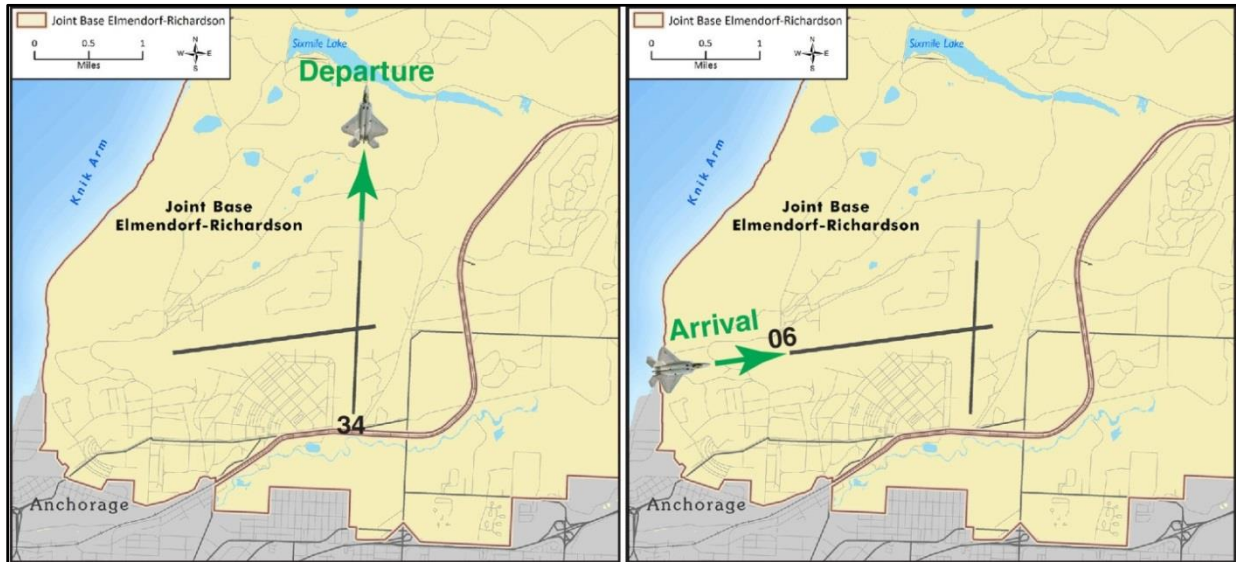 Joint Base Elmendorf-Richardson
0 0.5 1
Miles
N
W E
S
Sixmile Lake
Departure
Knik Arm
Joint Base
Elmendorf-Richardson
34
Anchorage
Joint Base Elmendorf-Richardson
0 0.5 1
Miles
N
W E
S
Sixmile Lake
Knik Arm
Joint Base
Elmendorf-Richardson
Arrival
06
Anchorage